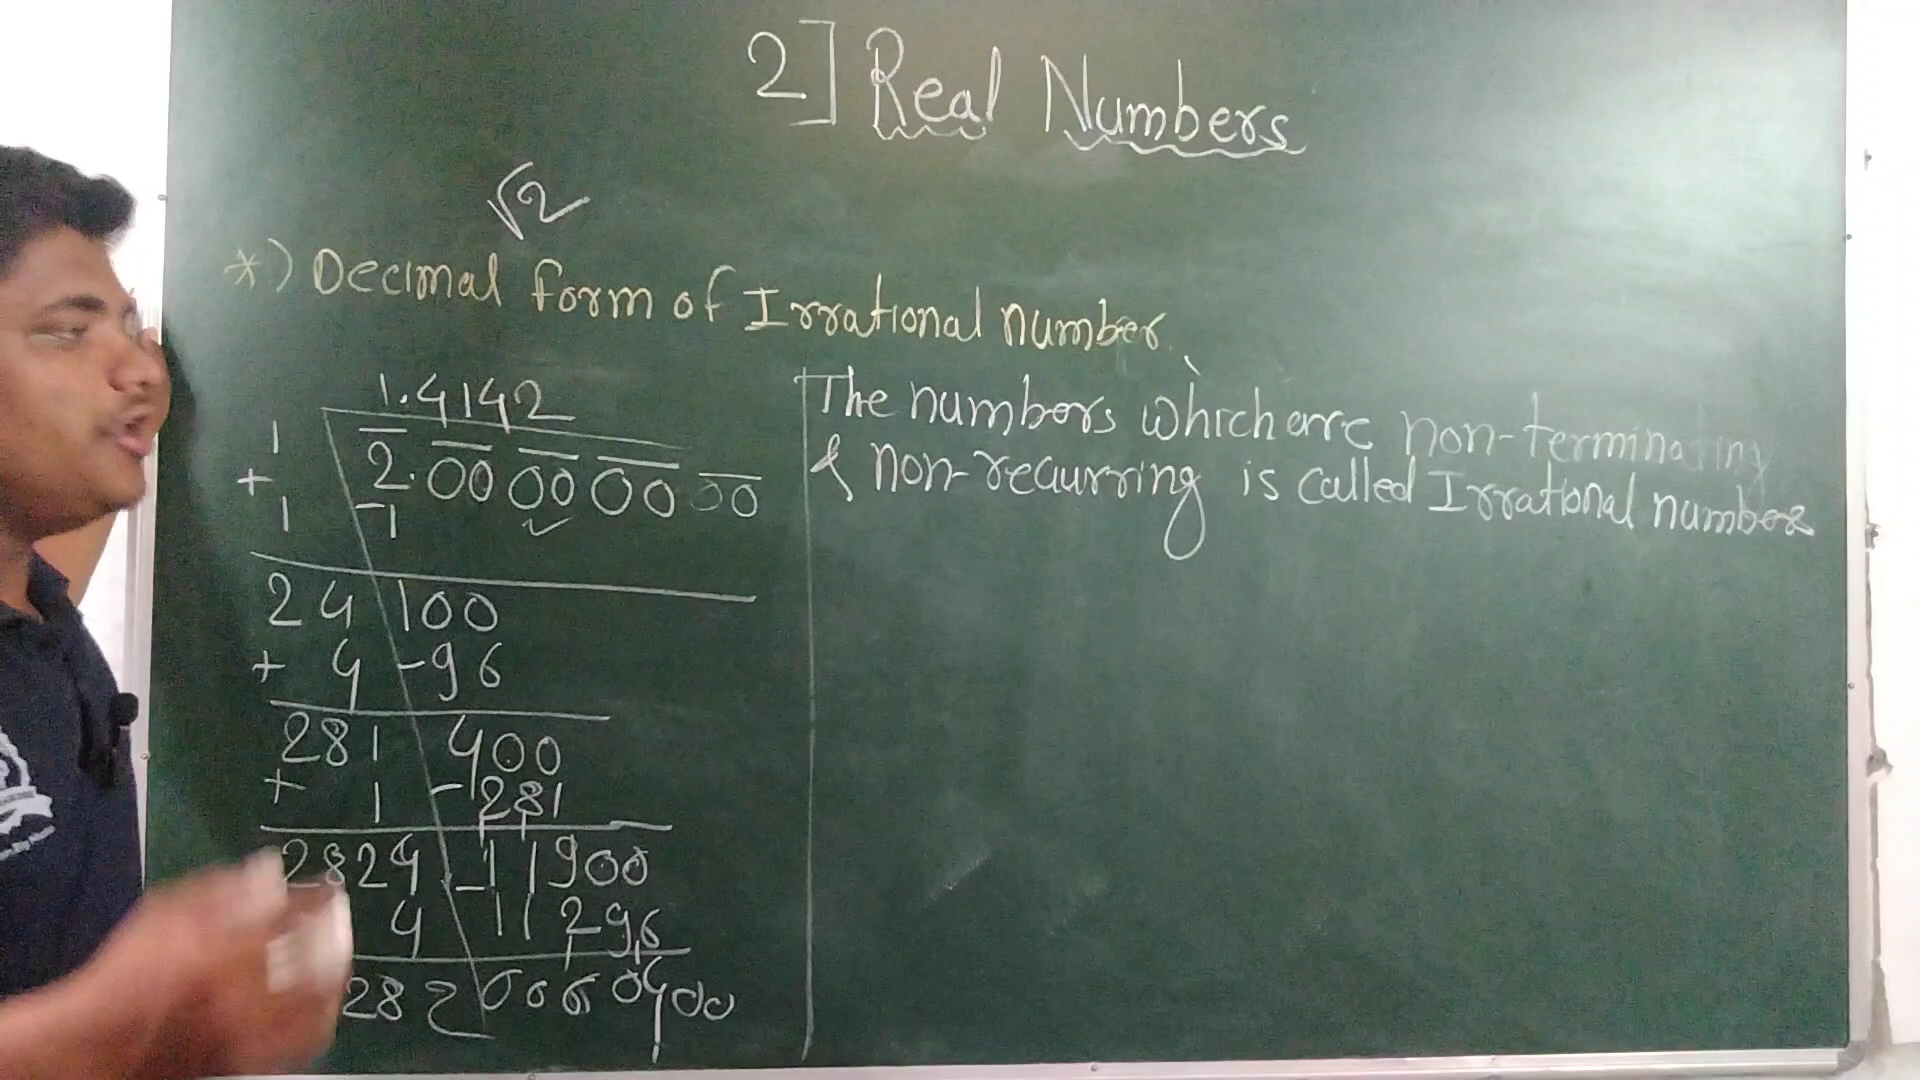 2] Real Numbers
√2
*) Decimal form of Irrational number.
1.4142
1 2.00 00 00 00
+
1 -1
24 100
+ 4 -96
281 400
+ 1 -281
2824 11900
4 11296
282 0060400
The numbers which are non-terminating
& non-recurring is called Irrational numbers